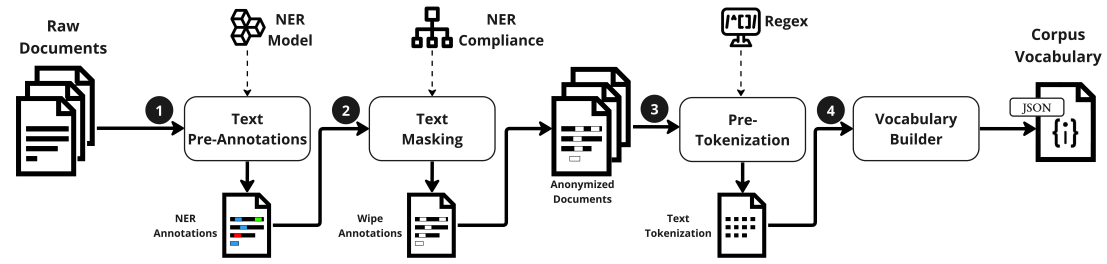 Raw
Documents
NER
Model
NER
Compliance
/^[]/
Regex
Corpus
Vocabulary
1
Text
Pre-Annotations
2
Text
Masking
3
Pre-
Tokenization
4
Vocabulary
Builder
JSON
{i}
Anonymized
Documents
NER
Annotations
Wipe
Annotations
Text
Tokenization